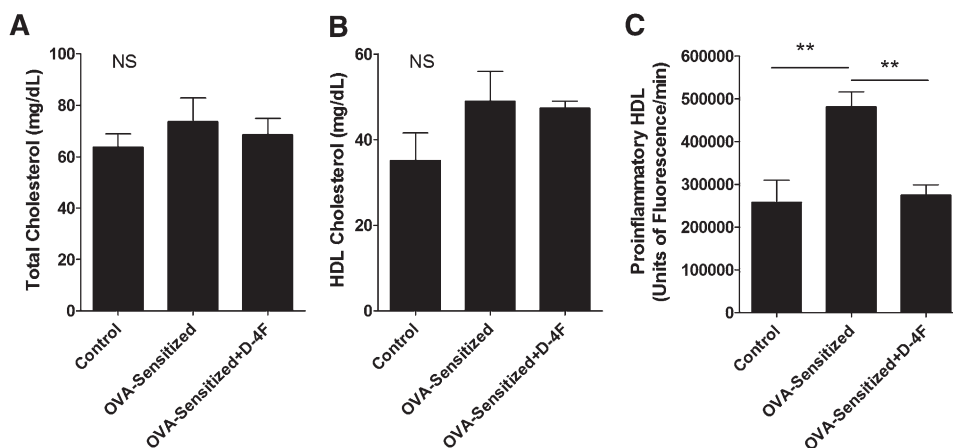 A
Total Cholesterol (mg/dL)
100
80
60
40
20
0
NS
Control
OVA-Sensitized
OVA-Sensitized+D-4F
B
HDL Cholesterol (mg/dL)
60
40
20
0
NS
Control
OVA-Sensitized
OVA-Sensitized+D-4F
C
Proinflammatory HDL
(Units of Fluorescence/min)
600000
500000
400000
300000
200000
100000
0
**
**
Control
OVA-Sensitized
OVA-Sensitized+D-4F